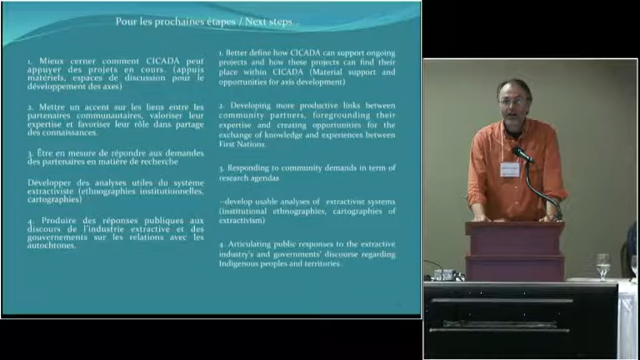 Pour les prochaines étapes / Next steps...
1. Mieux cerner comment CICADA peut
appuyer des projets en cours. (appuis
matériels, espaces de discussion pour le
développement des axes)
2. Mettre un accent sur les liens entre les
partenaires communautaires, valoriser leur
expertise et favoriser leur rôle dans partage
des connaissances.
3. Être en mesure de répondre aux demandes
des partenaires en matière de recherche
Développer des analyses utiles du système
extractiviste (ethnographies institutionnelles,
cartographies)
4. Produire des réponses publiques aux
discours de l'industrie extractive et des
gouvernements sur les relations avec les
autochtones.
1. Better define how CICADA can support ongoing
projects and how these projects can find their
place within CICADA (Material support and
opportunities for axis development)
2. Developing more productive links between
community partners, foregrounding their
expertise and creating opportunities for the
exchange of knowledge and experiences between
First Nations.
3. Responding to community demands in term of
research agendas
--develop usable analyses of extractivist systems
(institutional ethnographies, cartographies of
extractivism)
4. Articulating public responses to the extractive
industry's and governments' discourse regarding
Indigenous peoples and territories.